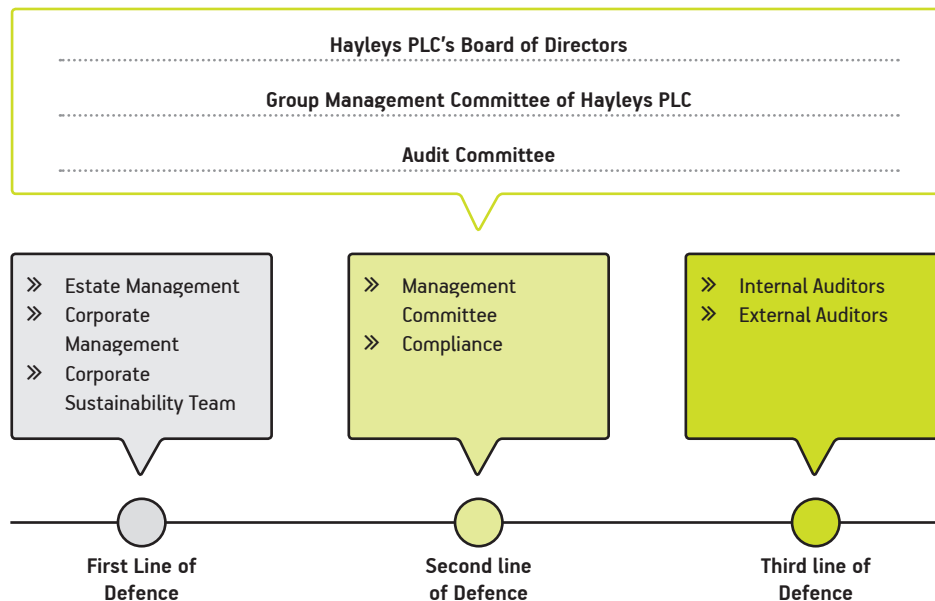 Hayleys PLC's Board of Directors
Group Management Committee of Hayleys PLC
Audit Committee
» Estate Management
» Corporate
Management
» Corporate
Sustainability Team
» Management
Committee
» Compliance
» Internal Auditors
» External Auditors
First Line of
Defence
Second line
of Defence
Third line of
Defence